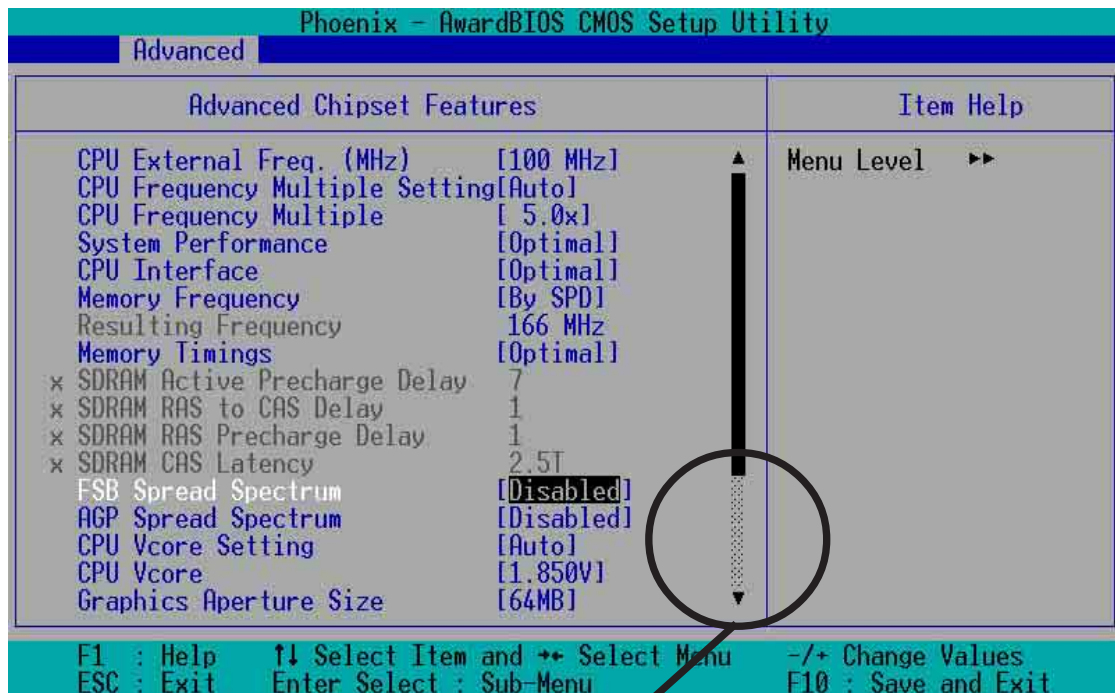 Phoenix - AwardBIOS CMOS Setup Utility
Advanced
Advanced Chipset Features
Item Help
CPU External Freq. (MHz) [100 MHz]
Menu Level ►►
CPU Frequency Multiple Setting[Auto]
CPU Frequency Multiple [ 5.0x]
System Performance [Optimal]
CPU Interface [Optimal]
Memory Frequency [By SPD]
Resulting Frequency 166 MHz
Memory Timings [Optimal]
x SDRAM Active Precharge Delay 7
x SDRAM RAS to CAS Delay 1
x SDRAM RAS Precharge Delay 1
x SDRAM CAS Latency 2.5T
FSB Spread Spectrum [Disabled]
AGP Spread Spectrum [Disabled]
CPU Vcore Setting [Auto]
CPU Vcore [1.850V]
Graphics Aperture Size [64MB]
F1 : Help ↑↓ Select Item and →← Select Menu -/+ Change Values
ESC : Exit Enter Select : Sub-Menu F10 : Save and Exit